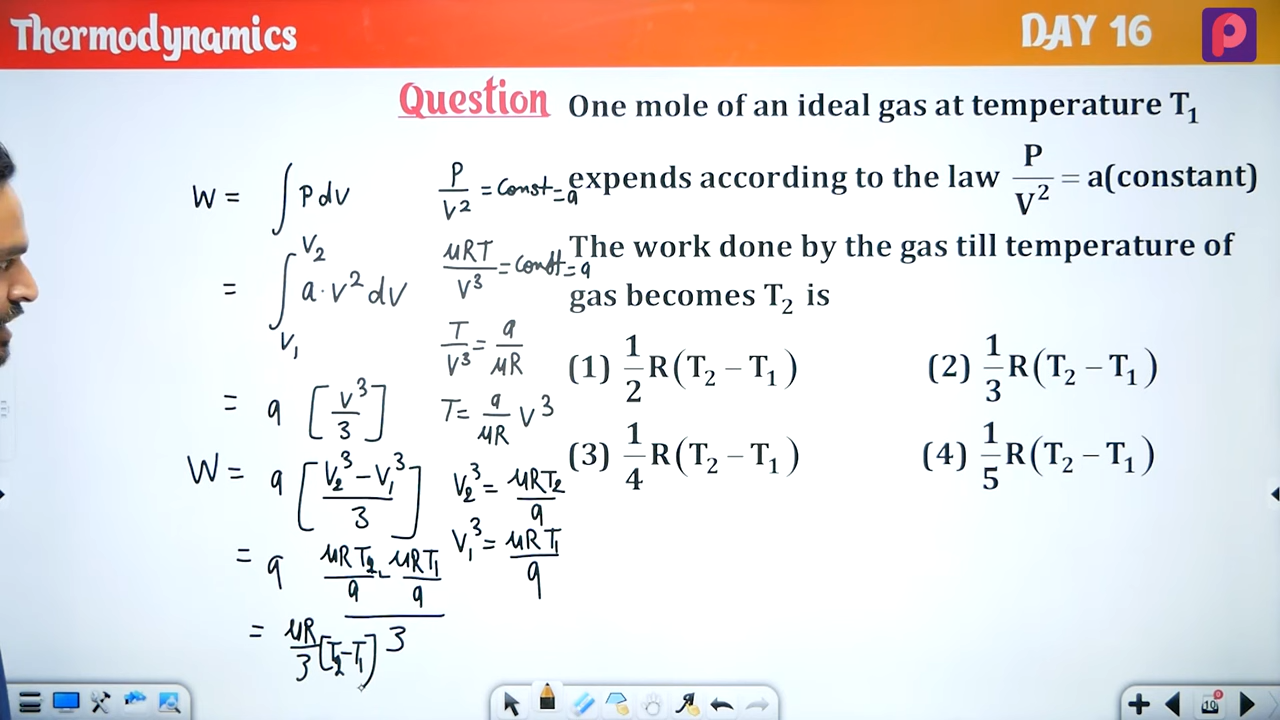 Thermodynamics
DAY 16
Question One mole of an ideal gas at temperature T₁
expends according to the law P/V² = a(constant)
The work done by the gas till temperature of
gas becomes T₂ is
(1) 1/2 R(T₂ – T₁) (2) 1/3 R(T₂ – T₁)
(3) 1/4 R(T₂ – T₁) (4) 1/5 R(T₂ – T₁)
W = ∫ P dV
= ∫_{V₁}^{V₂} a·V² dV
= a [V³/3]
W = a [(V₂³ – V₁³)/3]
= a (μRT₂/a – μRT₁/a)/3
= μR/3 [T₂–T₁]
P/V² = Const = a
μRT/V³ = Const = a
T/V³ = a/μR
T = a/μR V³
V₂³ = μRT₂/a
V₁³ = μRT₁/a
10